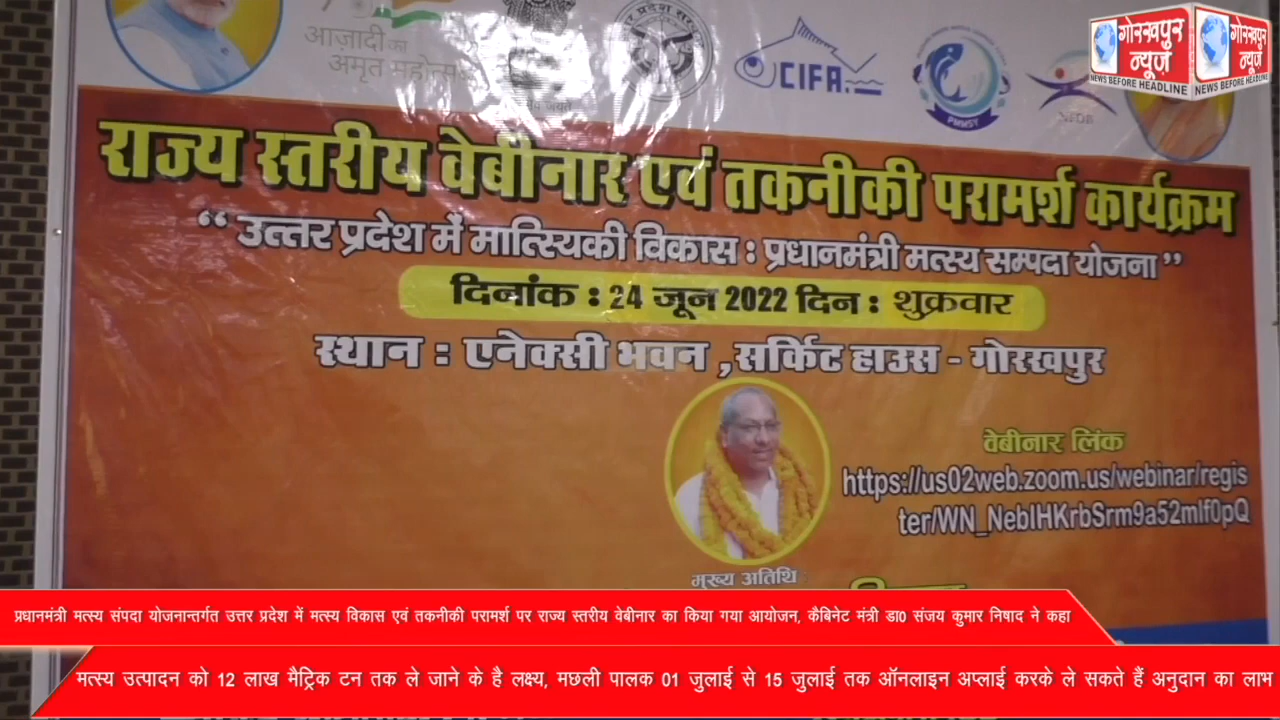 आज़ादी का
अमृत महोत्स
CIFA
PMMSY
NFDB
गोरखपुर
न्यूज़
NEWS BEFORE HEADLINE
गोरखपुर
न्यूज़
NEWS BEFORE HEADLINE
राज्य स्तरीय वेबीनार एवं तकनीकी परामर्श कार्यक्रम
“ उत्तर प्रदेश में मात्स्यिकी विकास : प्रधानमंत्री मत्स्य सम्पदा योजना ”
दिनांक : 24 जून 2022 दिन : शुक्रवार
स्थान : एनेक्सी भवन , सर्किट हाउस - गोरखपुर
वेबीनार लिंक
https://us02web.zoom.us/webinar/regis
ter/WN_NebIHKrbSrm9a52mIf0pQ
मुख्य अतिथि :
प्रधानमंत्री मत्स्य संपदा योजनान्तर्गत उत्तर प्रदेश में मत्स्य विकास एवं तकनीकी परामर्श पर राज्य स्तरीय वेबीनार का किया गया आयोजन, कैबिनेट मंत्री डा0 संजय कुमार निषाद ने कहा
मत्स्य उत्पादन को 12 लाख मैट्रिक टन तक ले जाने के है लक्ष्य, मछली पालक 01 जुलाई से 15 जुलाई तक ऑनलाइन अप्लाई करके ले सकते हैं अनुदान का लाभ